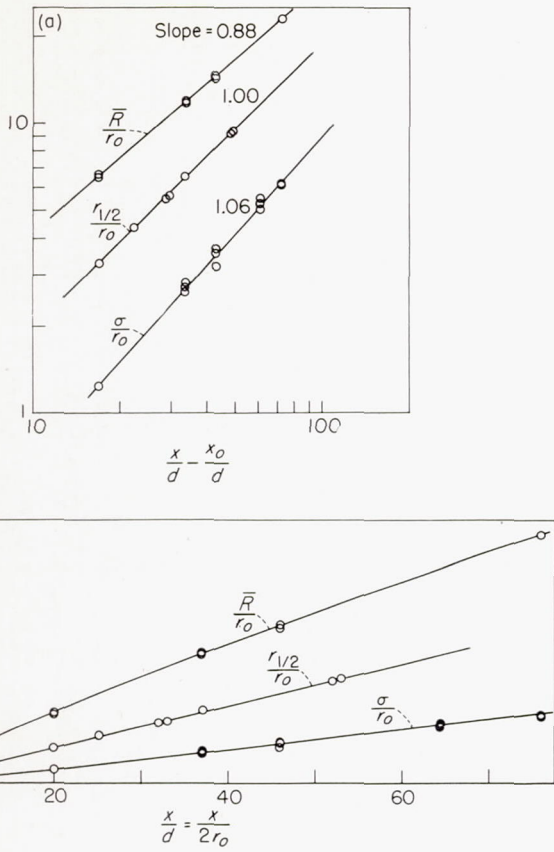 (a)
Slope = 0.88
10
1.00
R̄/r₀
1.06
r₁/₂/r₀
σ/r₀
1
10
100
x/d − x₀/d
R̄/r₀
r₁/₂/r₀
σ/r₀
20
40
60
x/d = x/2r₀